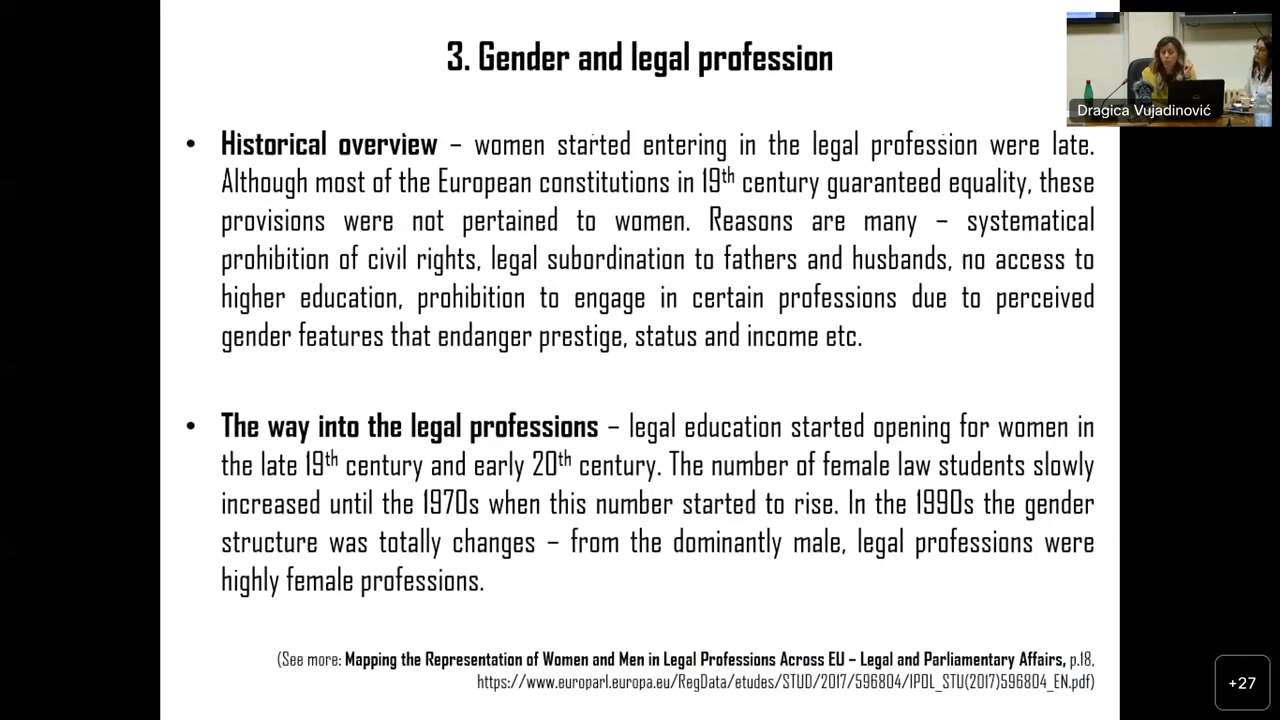 3. Gender and legal profession
Dragica Vujadinović
• Historical overview – women started entering in the legal profession were late.
Although most of the European constitutions in 19th century guaranteed equality, these
provisions were not pertained to women. Reasons are many – systematical
prohibition of civil rights, legal subordination to fathers and husbands, no access to
higher education, prohibition to engage in certain professions due to perceived
gender features that endanger prestige, status and income etc.
• The way into the legal professions – legal education started opening for women in
the late 19th century and early 20th century. The number of female law students slowly
increased until the 1970s when this number started to rise. In the 1990s the gender
structure was totally changes – from the dominantly male, legal professions were
highly female professions.
(See more: Mapping the Representation of Women and Men in Legal Professions Across EU – Legal and Parliamentary Affairs, p.18,
https://www.europarl.europa.eu/RegData/etudes/STUD/2017/596804/IPOL_STU(2017)596804_EN.pdf)
+27